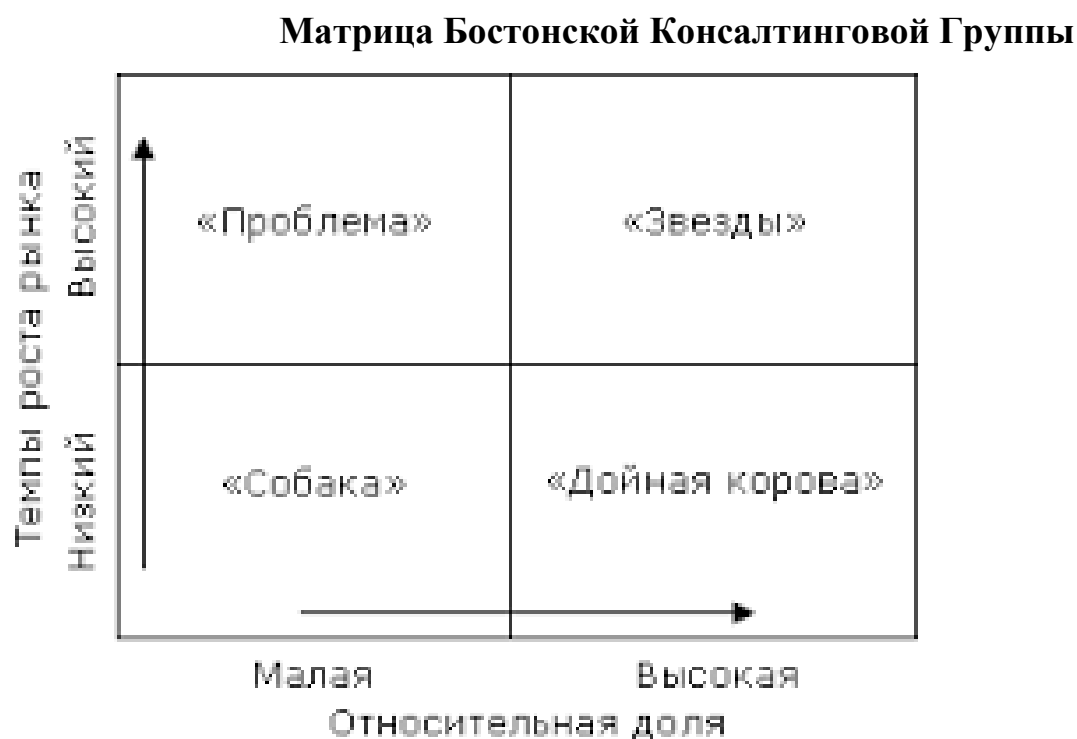 Матрица Бостонской Консалтинговой Группы
Темпы роста рынка
Высокий
Низкий
«Проблема»
«Звезды»
«Собака»
«Дойная корова»
Малая
Высокая
Относительная доля